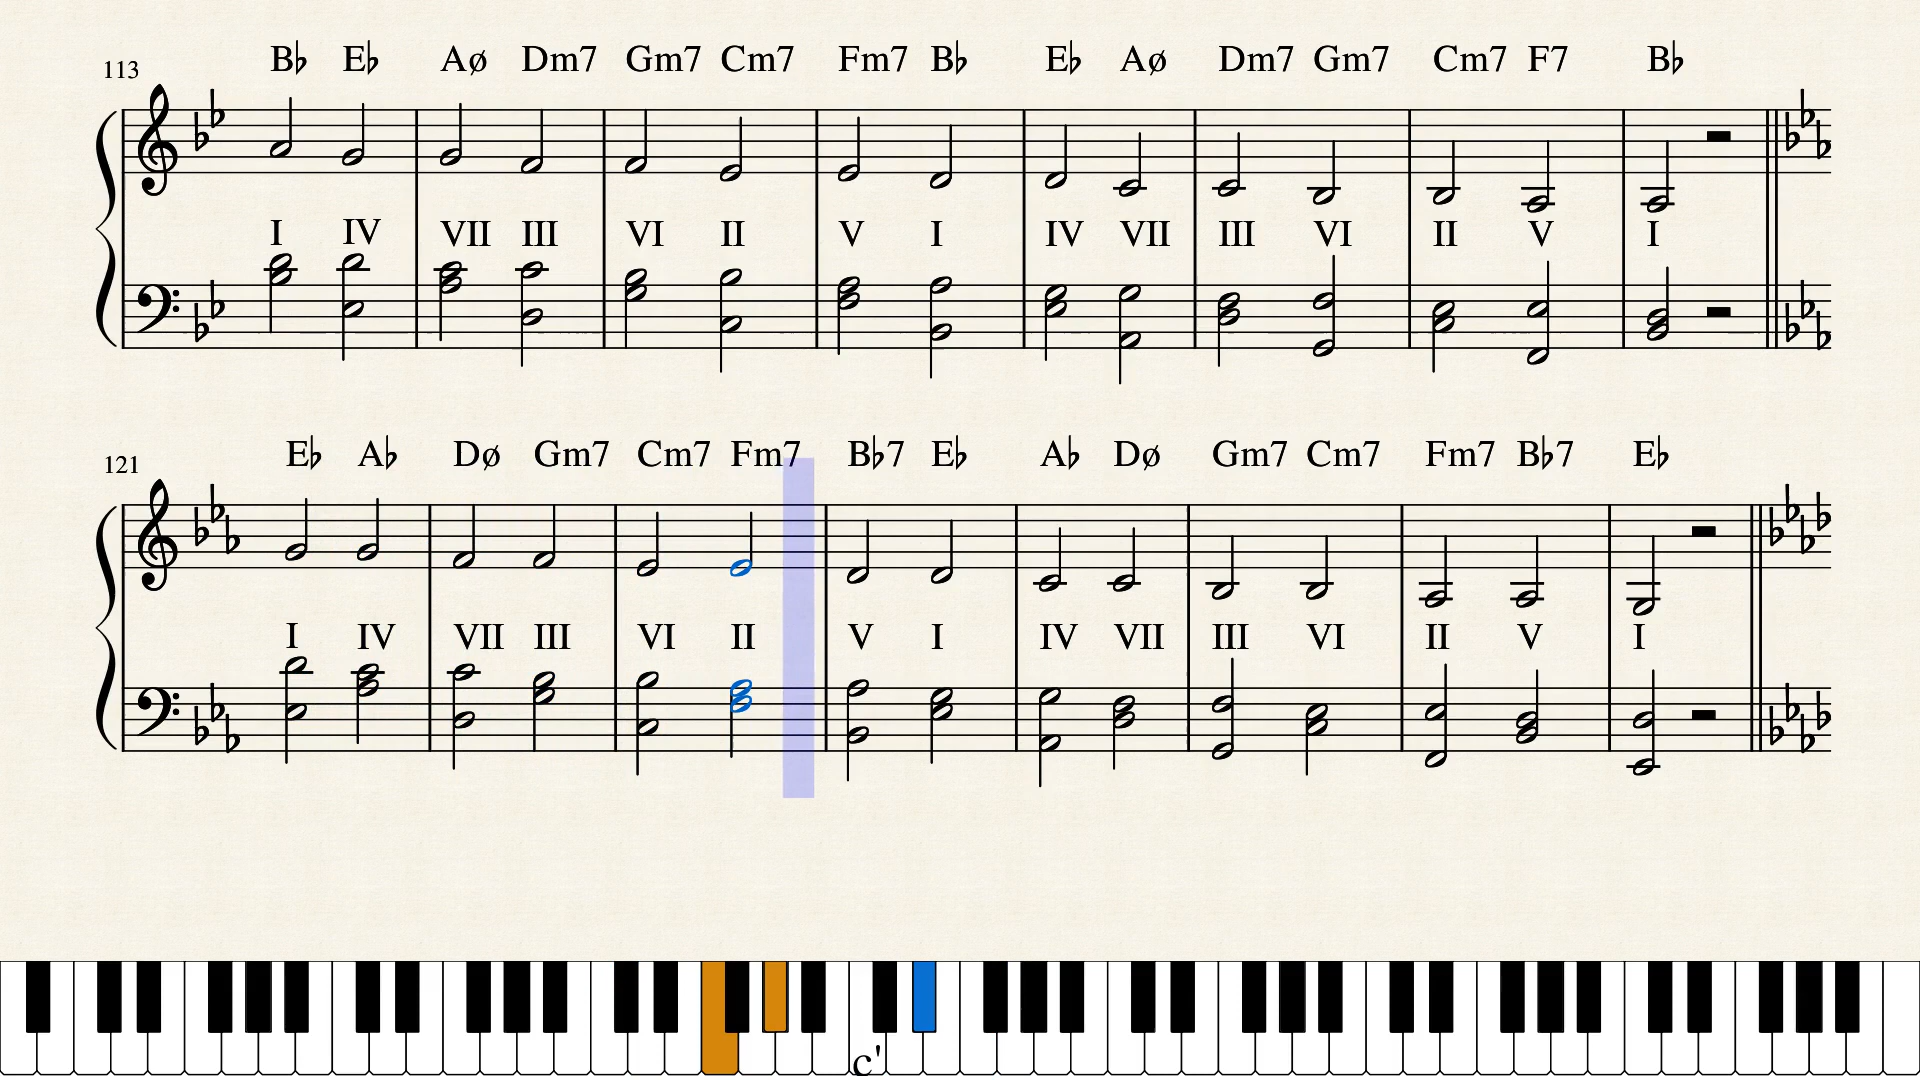 113 B♭ E♭ Aø Dm7 Gm7 Cm7 Fm7 B♭ E♭ Aø Dm7 Gm7 Cm7 F7 B♭
I IV VII III VI II V I IV VII III VI II V I
121 E♭ A♭ Dø Gm7 Cm7 Fm7 B♭7 E♭ A♭ Dø Gm7 Cm7 Fm7 B♭7 E♭
I IV VII III VI II V I IV VII III VI II V I
c'